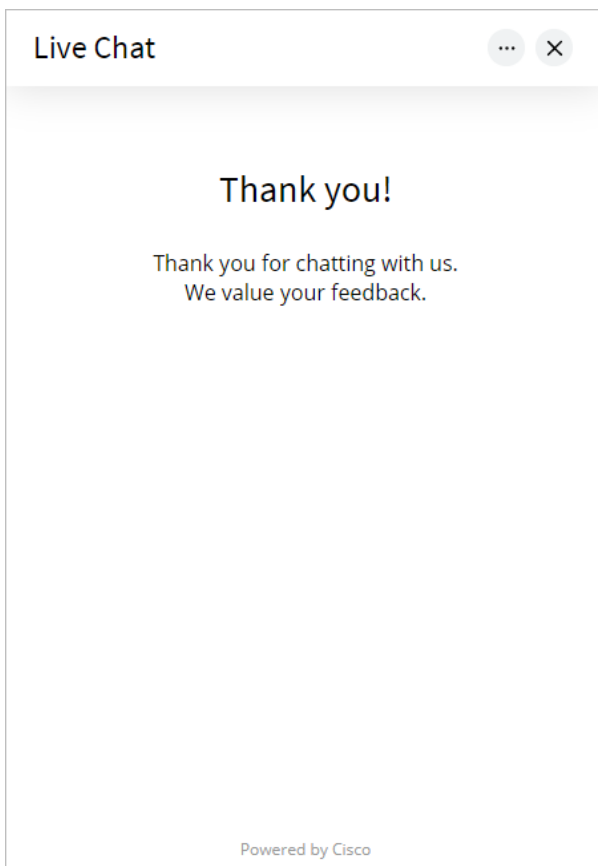 Live Chat
Thank you!
Thank you for chatting with us.
We value your feedback.
Powered by Cisco